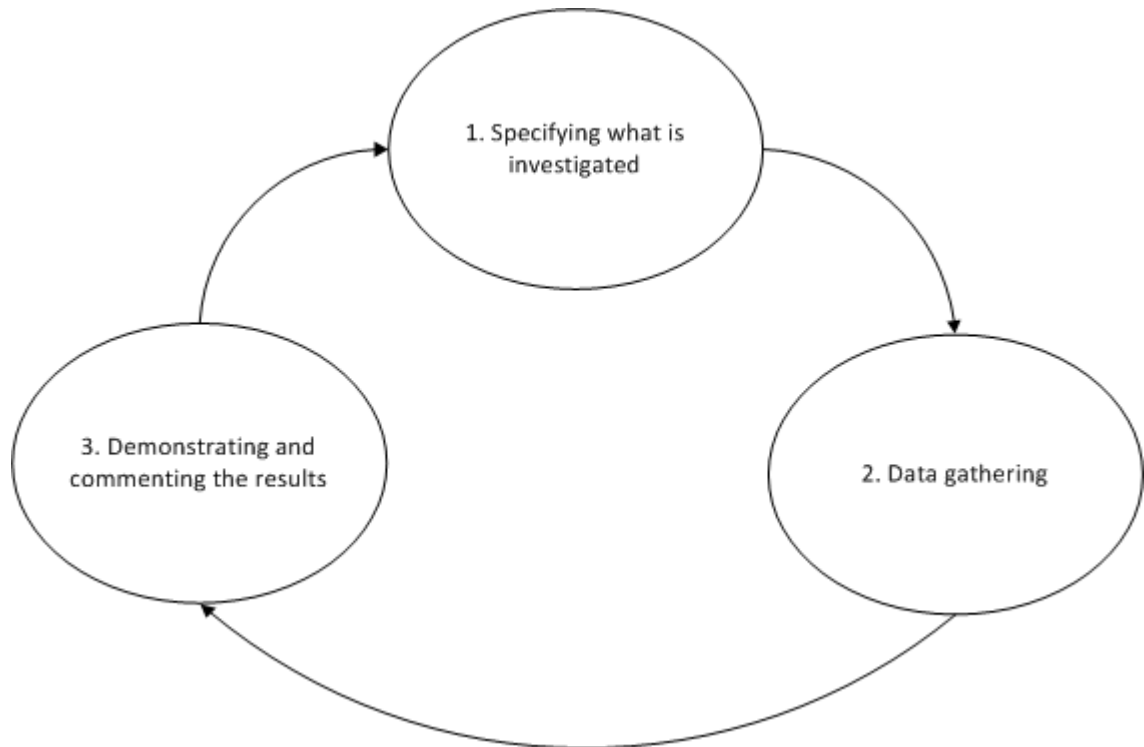 1. Specifying what is
investigated
2. Data gathering
3. Demonstrating and
commenting the results